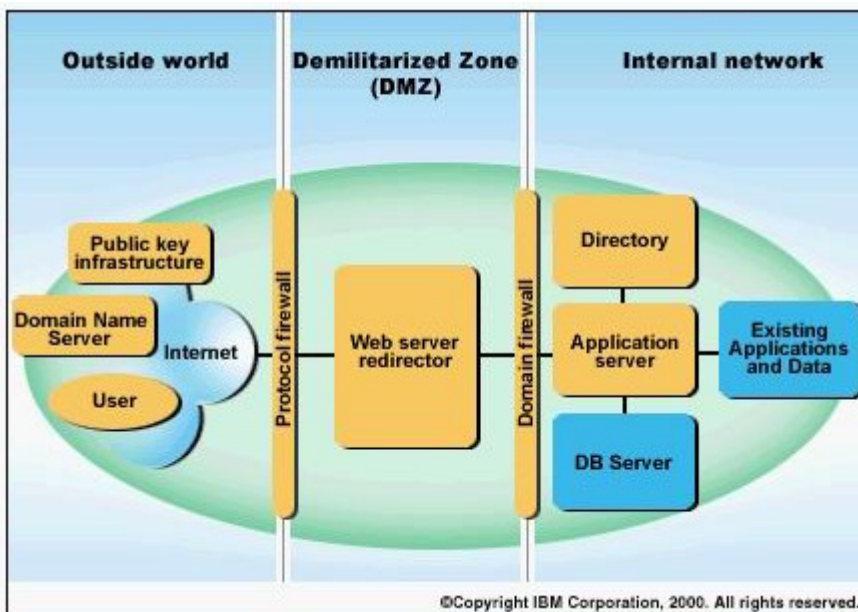 Outside world
Demilitarized Zone
(DMZ)
Internal network
Public key
infrastructure
Domain Name
Server
Internet
User
Protocol firewall
Web server
redirector
Domain firewall
Directory
Application
server
Existing
Applications
and Data
DB Server
©Copyright IBM Corporation, 2000. All rights reserved.